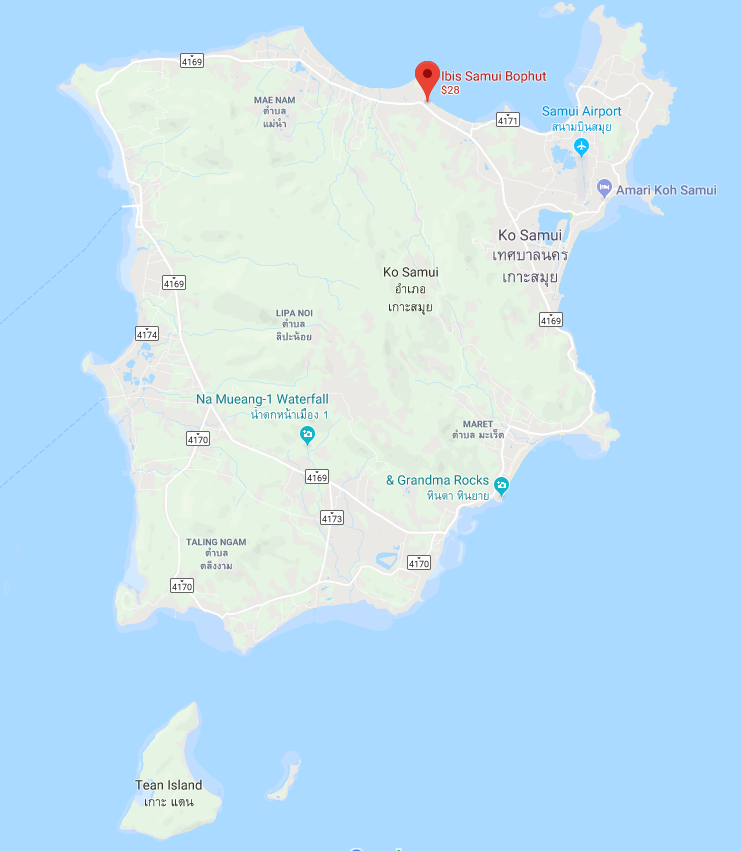 4169
Ibis Samui Bophut
$28
MAE NAM
ตำบล
แม่น้ำ
4171
Samui Airport
สนามบินสมุย
Amari Koh Samui
Ko Samui
เทศบาลนคร
เกาะสมุย
Ko Samui
อำเภอ
เกาะสมุย
4169
LIPA NOI
ตำบล
ลิปะน้อย
4169
4174
Na Mueang-1 Waterfall
น้ำตกหน้าเมือง 1
MARET
ตำบล มะเร็ต
4170
4169
& Grandma Rocks
หินตา หินยาย
4173
TALING NGAM
ตำบล
ตลิ่งงาม
4170
4170
Tean Island
เกาะ แตน